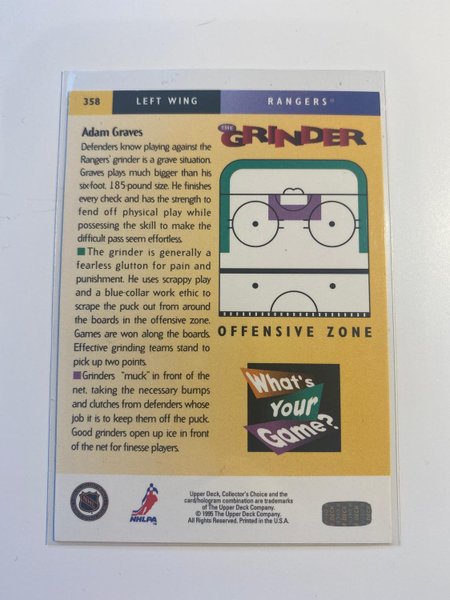 358 LEFT WING RANGERS™
Adam Graves
Defenders know playing against the
Rangers' grinder is a grave situation.
Graves plays much bigger than his
six-foot, 185-pound size. He finishes
every check and has the strength to
fend off physical play while
possessing the skill to make the
difficult pass seem effortless.
The grinder is generally a
fearless glutton for pain and
punishment. He uses scrappy play
and a blue-collar work ethic to
scrape the puck out from around
the boards in the offensive zone.
Games are won along the boards.
Effective grinding teams stand to
pick up two points.
Grinders "muck" in front of the
net, taking the necessary bumps
and clutches from defenders whose
job it is to keep them off the puck.
Good grinders open up ice in front
of the net for finesse players.
THE GRINDER
OFFENSIVE ZONE
What's
Your
Game?
NHLPA
Upper Deck, Collector's Choice and the
card/hologram combination are trademarks
of The Upper Deck Company.
© 1995 The Upper Deck Company.
All Rights Reserved. Printed in the U.S.A.